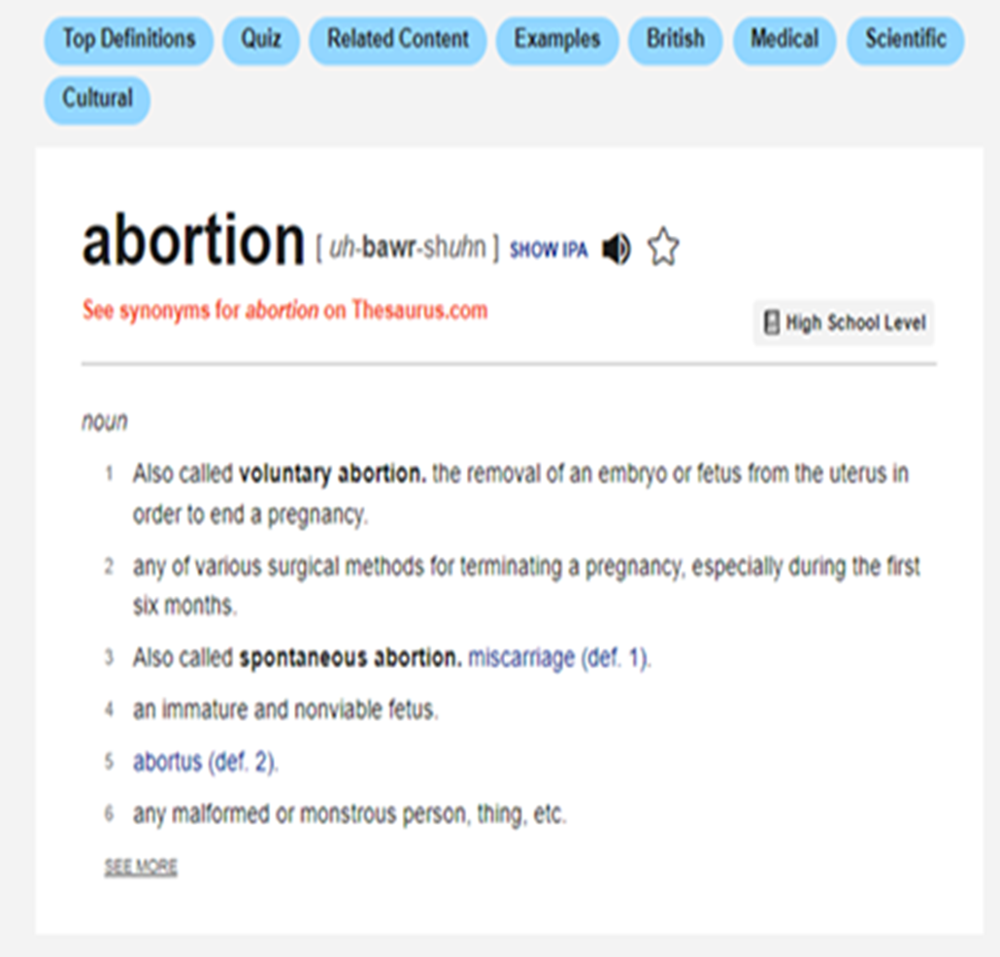 Top Definitions Quiz Related Content Examples British Medical Scientific
Cultural
abortion [ uh-bawr-shuhn ] SHOW IPA
See synonyms for abortion on Thesaurus.com
High School Level
noun
1 Also called voluntary abortion. the removal of an embryo or fetus from the uterus in
order to end a pregnancy.
2 any of various surgical methods for terminating a pregnancy, especially during the first
six months.
3 Also called spontaneous abortion. miscarriage (def. 1).
4 an immature and nonviable fetus.
5 abortus (def. 2).
6 any malformed or monstrous person, thing, etc.
SEE MORE